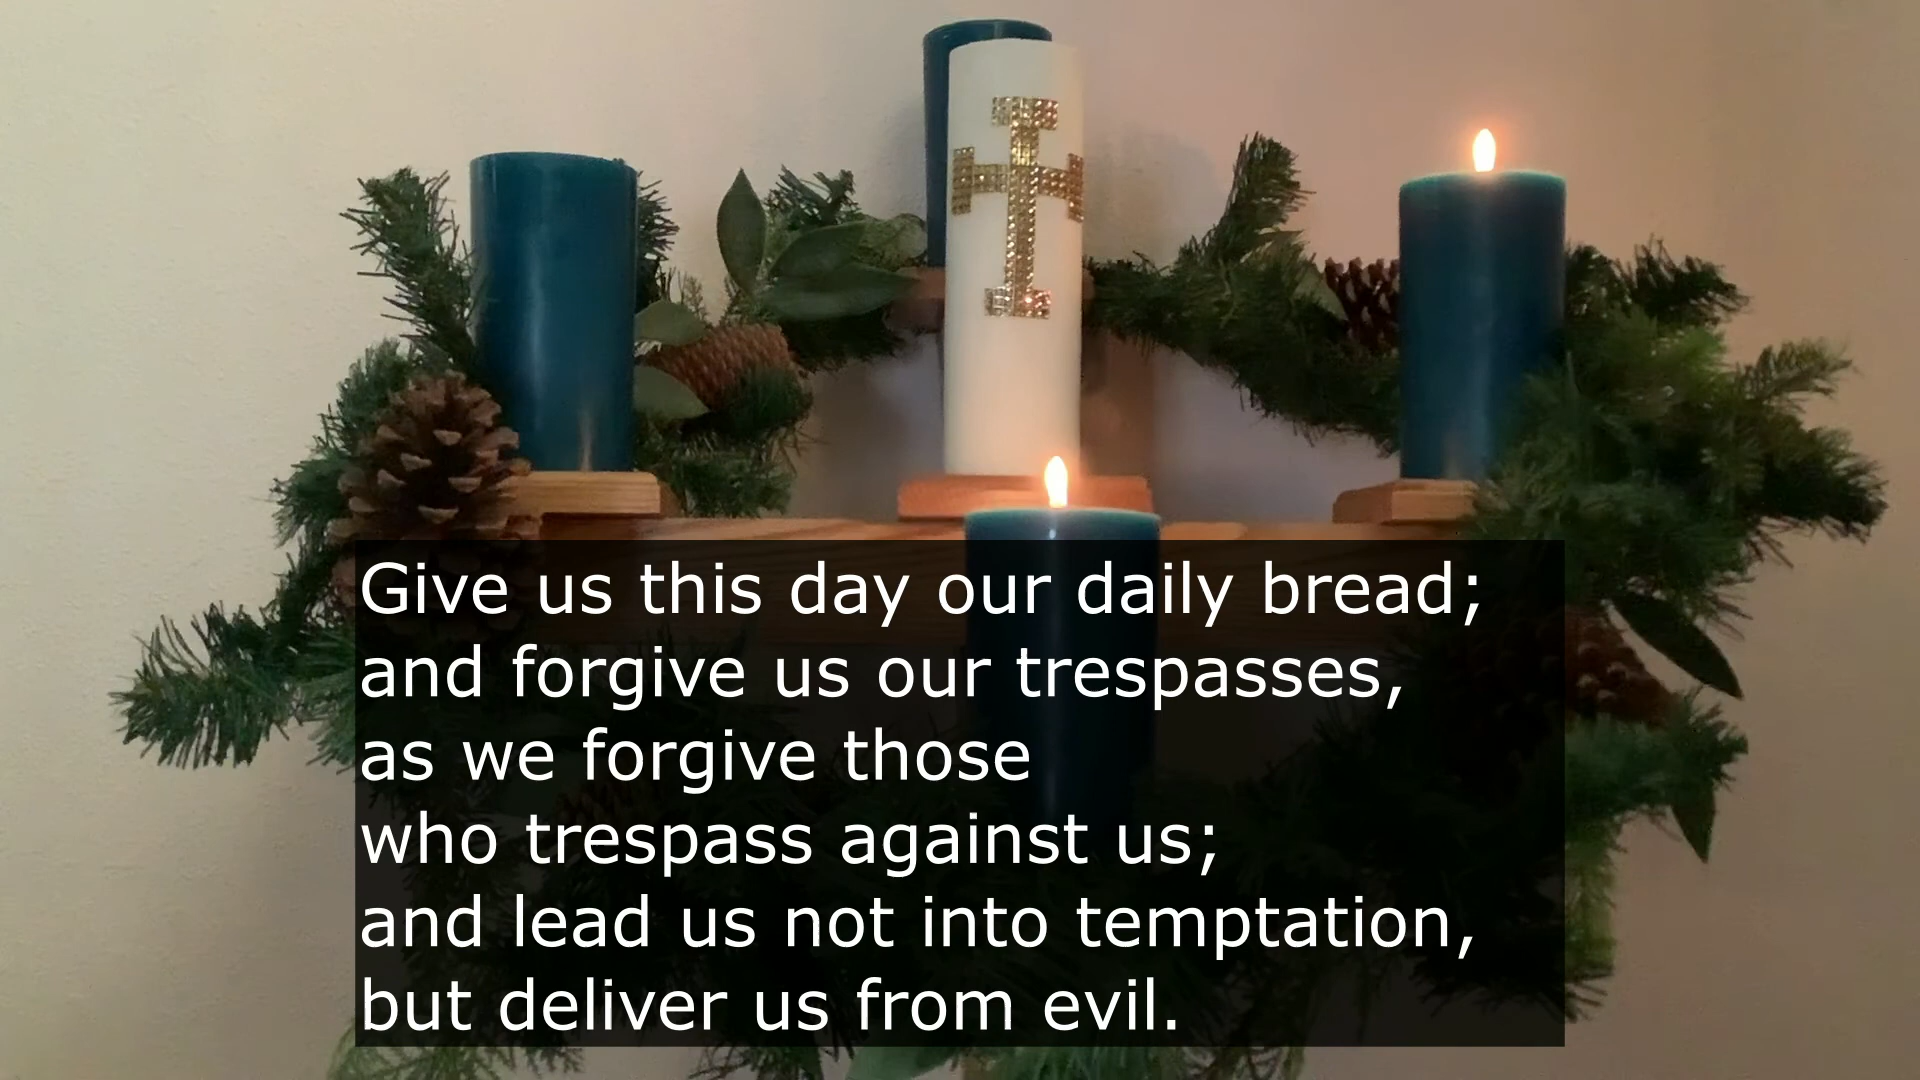 Give us this day our daily bread;
and forgive us our trespasses,
as we forgive those
who trespass against us;
and lead us not into temptation,
but deliver us from evil.